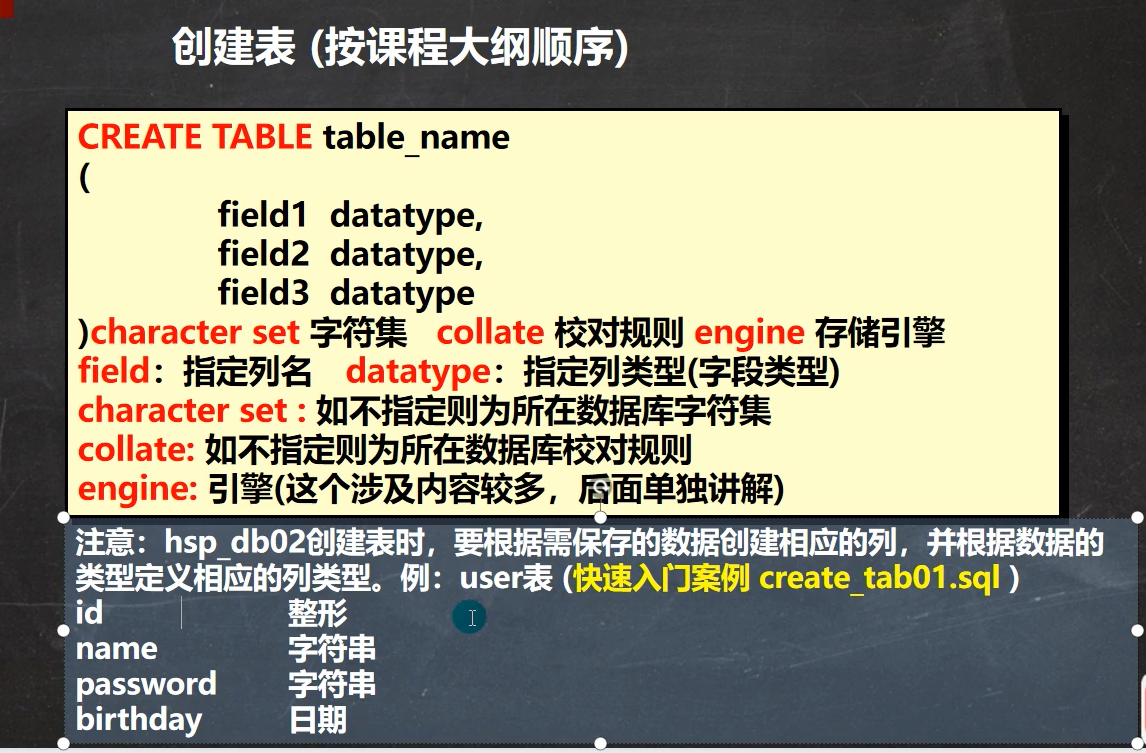 创建表 (按课程大纲顺序)
CREATE TABLE table_name
(
field1 datatype,
field2 datatype,
field3 datatype
)character set 字符集 collate 校对规则 engine 存储引擎
field：指定列名 datatype：指定列类型(字段类型)
character set : 如不指定则为所在数据库字符集
collate: 如不指定则为所在数据库校对规则
engine: 引擎(这个涉及内容较多，后面单独讲解)
注意：hsp_db02创建表时，要根据需保存的数据创建相应的列，并根据数据的
类型定义相应的列类型。例：user表 (快速入门案例 create_tab01.sql )
id 整形
name 字符串
password 字符串
birthday 日期